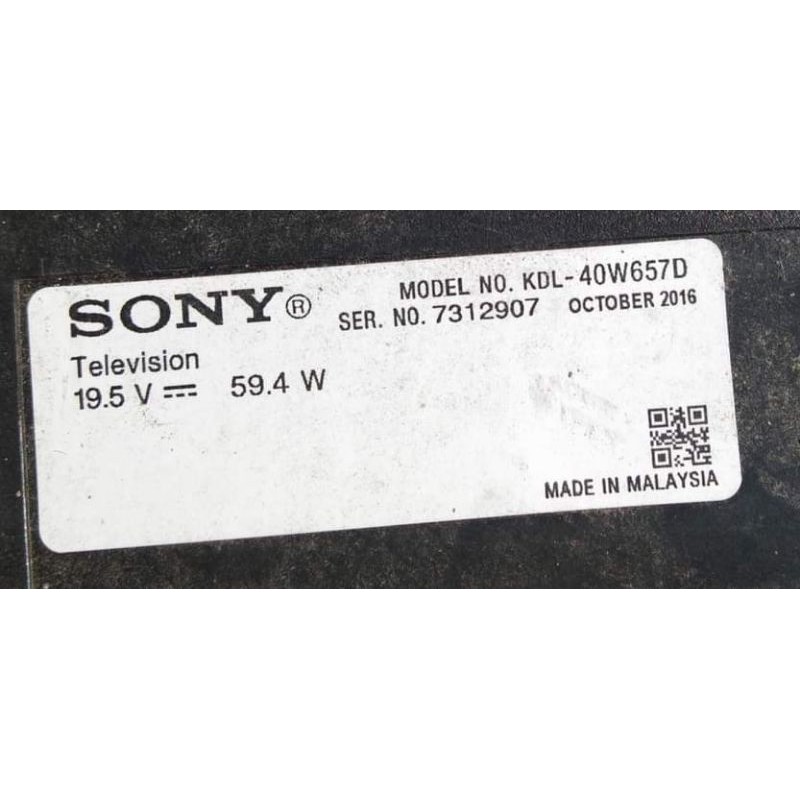 SONY® MODEL NO. KDL-40W657D
SER. NO. 7312907 OCTOBER 2016
Television
19.5 V ⎓ 59.4 W
MADE IN MALAYSIA